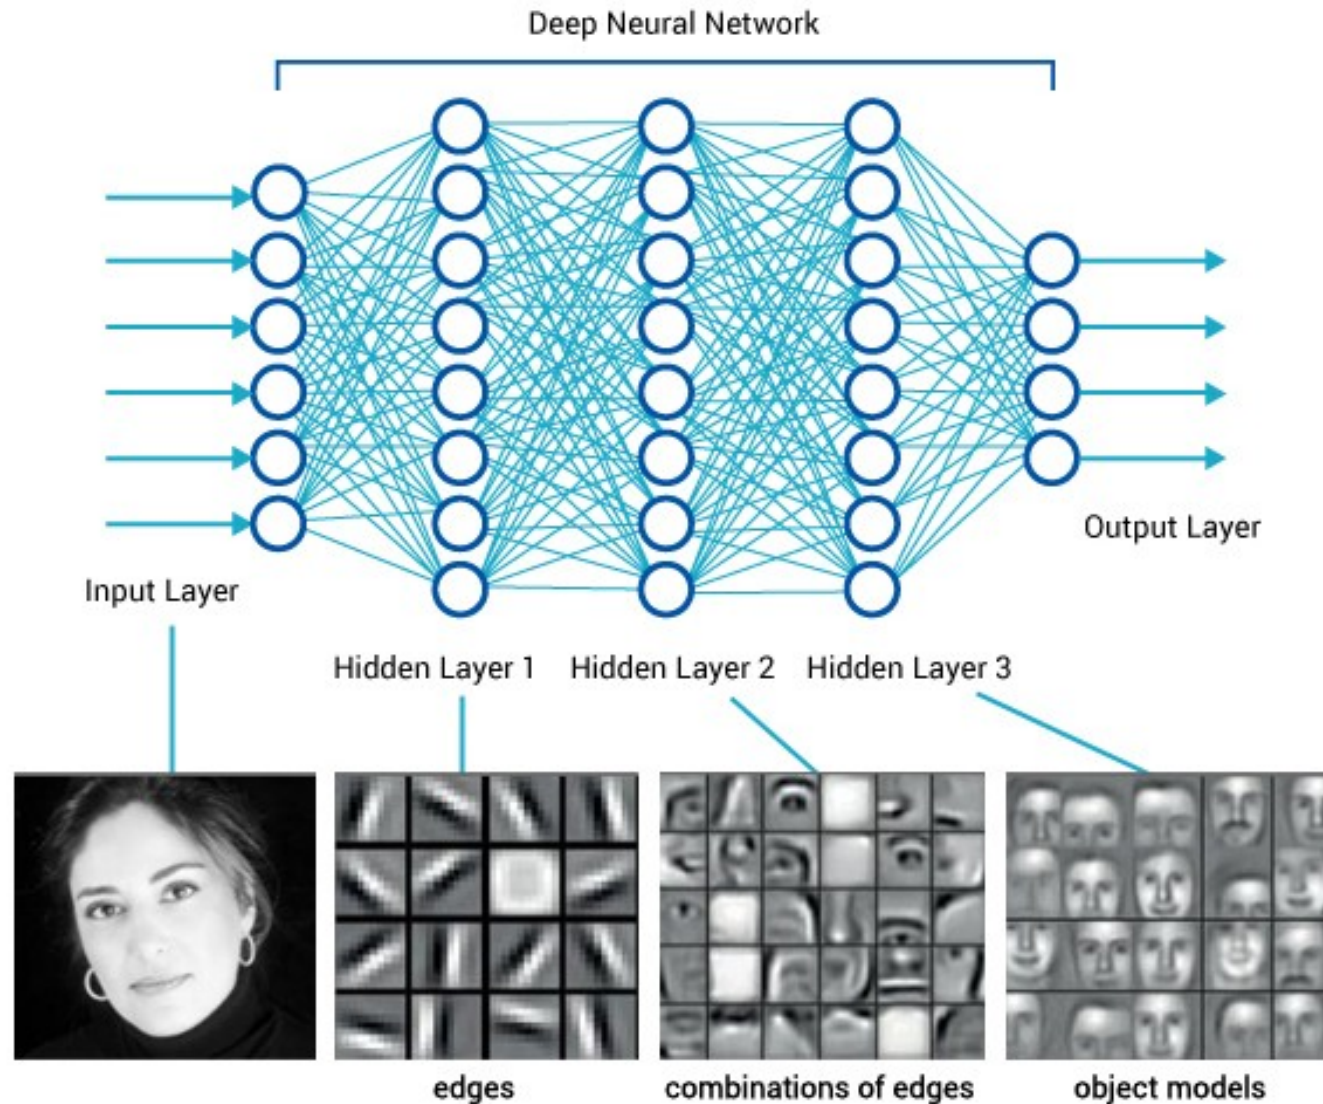 Deep Neural Network
Output Layer
Input Layer
Hidden Layer 1
Hidden Layer 2
Hidden Layer 3
edges
combinations of edges
object models